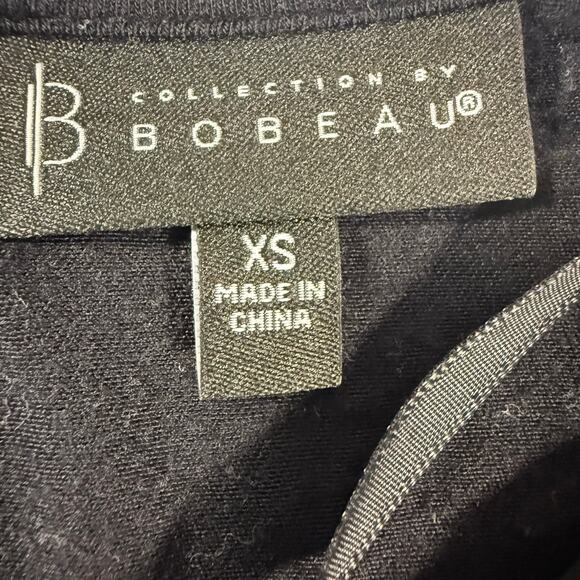 B
COLLECTION BY
BOBEAU®
XS
MADE IN
CHINA